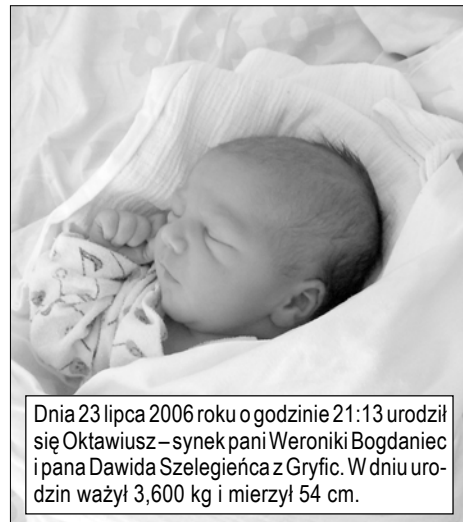 Dnia 23 lipca 2006 roku o godzinie 21:13 urodził
się Oktawiusz – synek pani Weroniki Bogdaniec
i pana Dawida Szelegieńca z Gryfic. W dniu uro-
dzin ważył 3,600 kg i mierzył 54 cm.